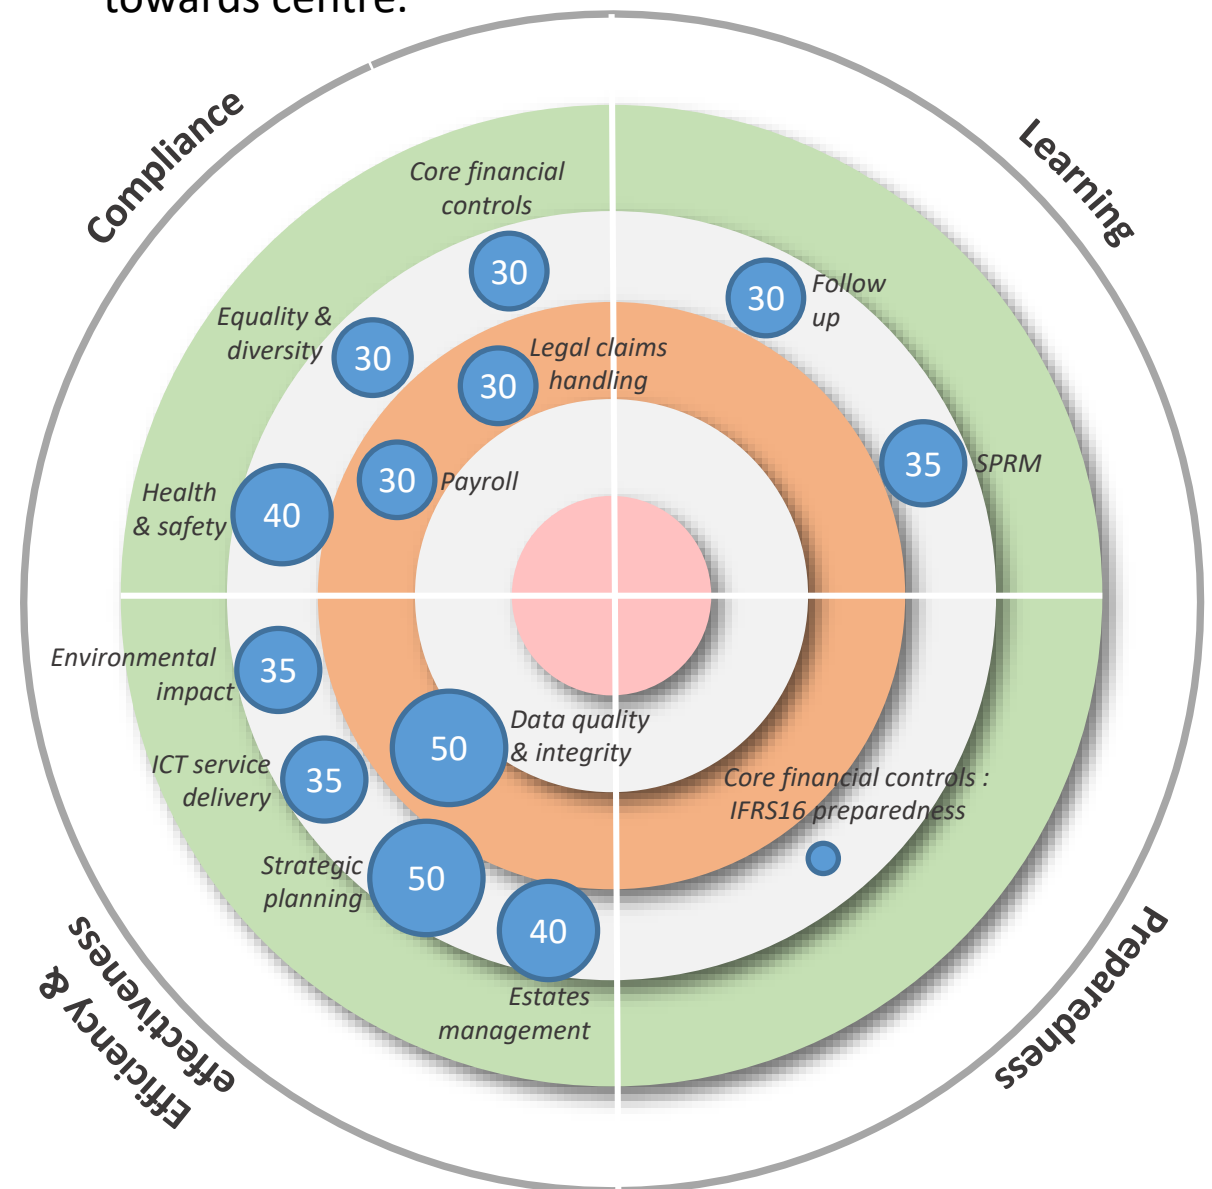 towards centre.
Compliance
Learning
Core financial
controls
30
30
Follow
up
Equality &
diversity
30
Legal claims
handling
30
35
SPRM
30
Payroll
Health
& safety
40
Environmental
impact
35
Data quality
& integrity
50
ICT service
delivery
35
Core financial controls :
IFRS16 preparedness
Strategic
planning
50
40
Estates
management
Efficiency &
effectiveness
Preparedness